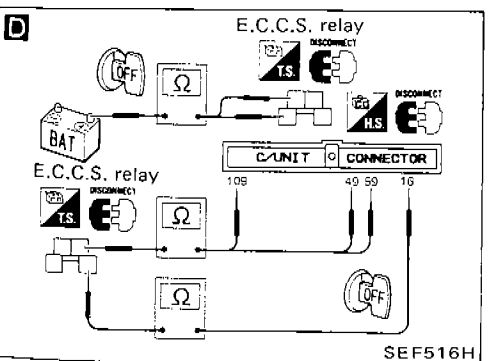 D
E.C.C.S. relay
DISCONNECT
T.S.
OFF
Ω
DISCONNECT
H.S.
BAT
C/UNIT CONNECTOR
E.C.C.S. relay
109 49 59 16
DISCONNECT
T.S.
Ω
OFF
Ω
SEF516H